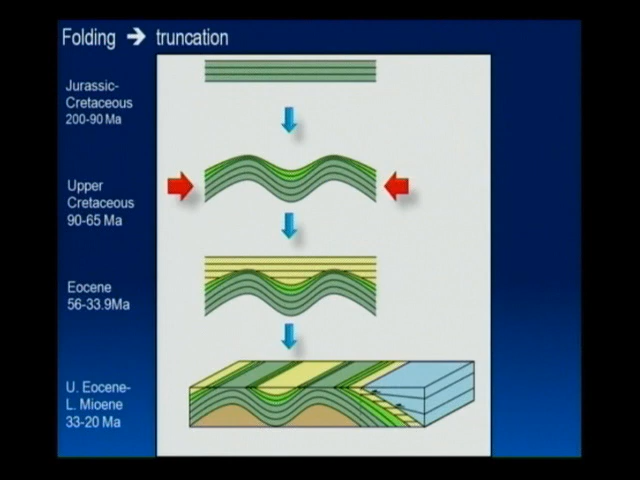 Folding ➔ truncation
Jurassic-
Cretaceous
200-90 Ma
Upper
Cretaceous
90-65 Ma
Eocene
56-33.9Ma
U. Eocene-
L. Mioene
33-20 Ma